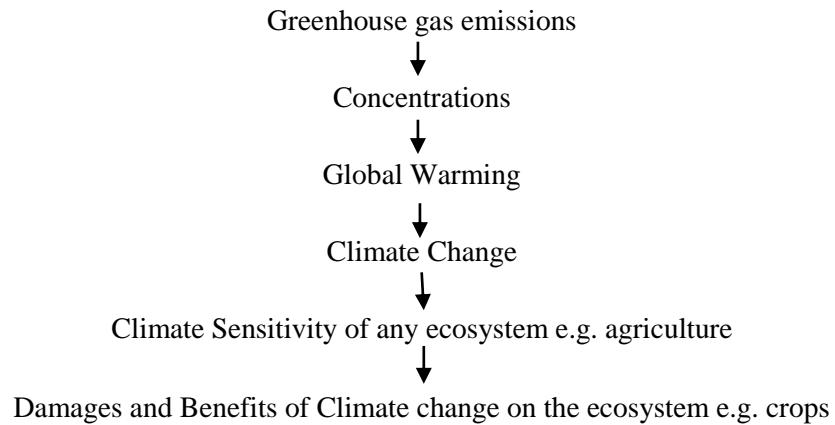 Greenhouse gas emissions
Concentrations
Global Warming
Climate Change
Climate Sensitivity of any ecosystem e.g. agriculture
Damages and Benefits of Climate change on the ecosystem e.g. crops